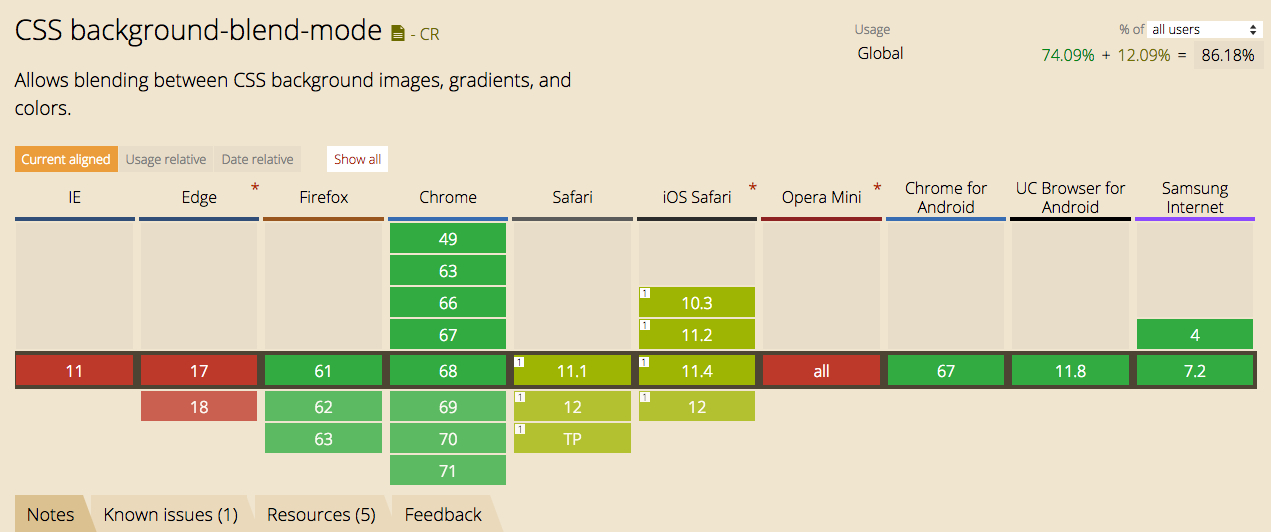 CSS background-blend-mode - CR
Usage % of all users
Global 74.09% + 12.09% = 86.18%
Allows blending between CSS background images, gradients, and
colors.
Current aligned Usage relative Date relative Show all
IE Edge * Firefox Chrome Safari iOS Safari * Opera Mini * Chrome for Android UC Browser for Android Samsung Internet
49
63
66 1 10.3
67 1 11.2 4
11 17 61 68 1 11.1 1 11.4 all 67 11.8 7.2
18 62 69 1 12 1 12
63 70 1 TP
71
Notes Known issues (1) Resources (5) Feedback